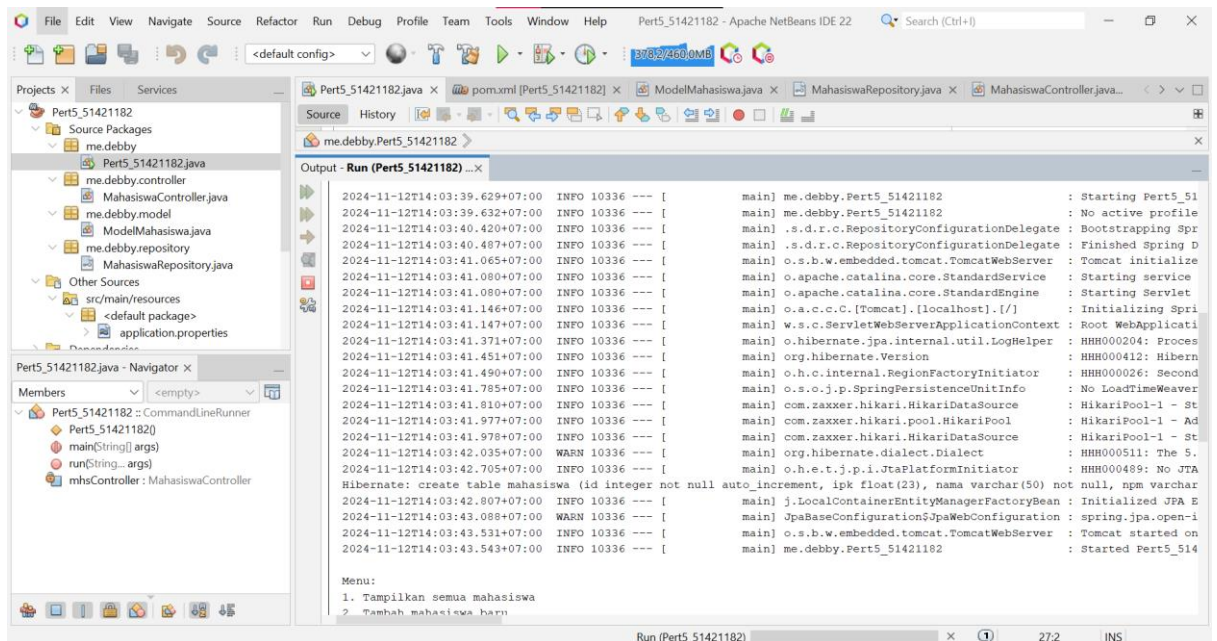 File Edit View Navigate Source Refactor Run Debug Profile Team Tools Window Help Pert5_51421182 - Apache NetBeans IDE 22 Search (Ctrl+I)
<default config> 378,2/460,0MB
Projects Files Services
Pert5_51421182
Source Packages
me.debby
Pert5_51421182.java
me.debby.controller
MahasiswaController.java
me.debby.model
ModelMahasiswa.java
me.debby.repository
MahasiswaRepository.java
Other Sources
src/main/resources
<default package>
application.properties
Dependencies
Pert5_51421182.java - Navigator
Members <empty>
Pert5_51421182 :: CommandLineRunner
Pert5_51421182()
main(String[] args)
run(String... args)
mhsController : MahasiswaController
Pert5_51421182.java pom.xml [Pert5_51421182] ModelMahasiswa.java MahasiswaRepository.java MahasiswaController.java...
Source History
me.debby.Pert5_51421182
Output - Run (Pert5_51421182) ...
2024-11-12T14:03:39.629+07:00 INFO 10336 --- [ main] me.debby.Pert5_51421182 : Starting Pert5_51
2024-11-12T14:03:39.632+07:00 INFO 10336 --- [ main] me.debby.Pert5_51421182 : No active profile
2024-11-12T14:03:40.420+07:00 INFO 10336 --- [ main] .s.d.r.c.RepositoryConfigurationDelegate : Bootstrapping Spr
2024-11-12T14:03:40.487+07:00 INFO 10336 --- [ main] .s.d.r.c.RepositoryConfigurationDelegate : Finished Spring D
2024-11-12T14:03:41.065+07:00 INFO 10336 --- [ main] o.s.b.w.embedded.tomcat.TomcatWebServer : Tomcat initialize
2024-11-12T14:03:41.080+07:00 INFO 10336 --- [ main] o.apache.catalina.core.StandardService : Starting service
2024-11-12T14:03:41.080+07:00 INFO 10336 --- [ main] o.apache.catalina.core.StandardEngine : Starting Servlet
2024-11-12T14:03:41.146+07:00 INFO 10336 --- [ main] o.a.c.c.C.[Tomcat].[localhost].[/] : Initializing Spri
2024-11-12T14:03:41.147+07:00 INFO 10336 --- [ main] w.s.c.ServletWebServerApplicationContext : Root WebApplicati
2024-11-12T14:03:41.371+07:00 INFO 10336 --- [ main] o.hibernate.jpa.internal.util.LogHelper : HHH000204: Proces
2024-11-12T14:03:41.451+07:00 INFO 10336 --- [ main] org.hibernate.Version : HHH000412: Hibern
2024-11-12T14:03:41.490+07:00 INFO 10336 --- [ main] o.h.c.internal.RegionFactoryInitiator : HHH000026: Second
2024-11-12T14:03:41.785+07:00 INFO 10336 --- [ main] o.s.o.j.p.SpringPersistenceUnitInfo : No LoadTimeWeaver
2024-11-12T14:03:41.810+07:00 INFO 10336 --- [ main] com.zaxxer.hikari.HikariDataSource : HikariPool-1 - St
2024-11-12T14:03:41.977+07:00 INFO 10336 --- [ main] com.zaxxer.hikari.pool.HikariPool : HikariPool-1 - Ad
2024-11-12T14:03:41.978+07:00 INFO 10336 --- [ main] com.zaxxer.hikari.HikariDataSource : HikariPool-1 - St
2024-11-12T14:03:42.035+07:00 WARN 10336 --- [ main] org.hibernate.dialect.Dialect : HHH000511: The 5.
2024-11-12T14:03:42.705+07:00 INFO 10336 --- [ main] o.h.e.t.j.p.i.JtaPlatformInitiator : HHH000489: No JTA
Hibernate: create table mahasiswa (id integer not null auto_increment, ipk float(23), nama varchar(50) not null, npm varchar
2024-11-12T14:03:42.807+07:00 INFO 10336 --- [ main] j.LocalContainerEntityManagerFactoryBean : Initialized JPA E
2024-11-12T14:03:43.088+07:00 WARN 10336 --- [ main] JpaBaseConfiguration$JpaWebConfiguration : spring.jpa.open-i
2024-11-12T14:03:43.531+07:00 INFO 10336 --- [ main] o.s.b.w.embedded.tomcat.TomcatWebServer : Tomcat started on
2024-11-12T14:03:43.543+07:00 INFO 10336 --- [ main] me.debby.Pert5_51421182 : Started Pert5_514
Menu:
1. Tampilkan semua mahasiswa
2. Tambah mahasiswa baru
Run (Pert5_51421182) 1 27:2 INS